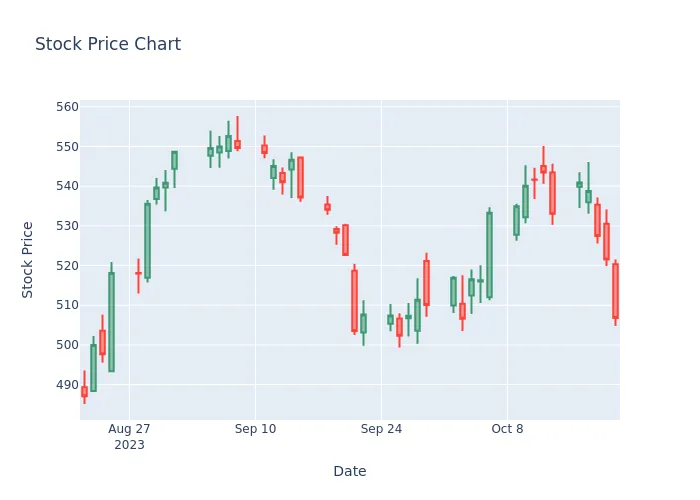 Stock Price Chart
Stock Price
560
550
540
530
520
510
500
490
Aug 27
2023
Sep 10
Sep 24
Oct 8
Date